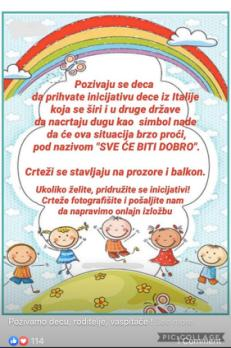 Pozivaju se deca
da prihvate inicijativu dece iz Italije
koja se širi i u druge države
da nacrtaju dugu kao simbol nade
da će ova situacija brzo proći,
pod nazivom "SVE ĆE BITI DOBRO".
Crteži se stavljaju na prozore i balkon.
Ukoliko želite, pridružite se inicijativi!
Crteže fotografišite i pošaljite nam
da napravimo onlajn izložbu
PIC•COLLAGE
Pozivamo decu, roditelje, vaspitače !
114
1 Comment